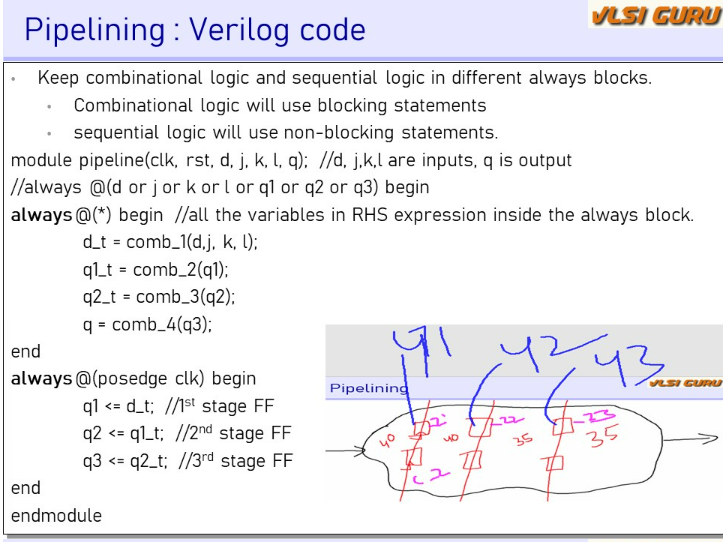 Pipelining : Verilog code
VLSI GURU
• Keep combinational logic and sequential logic in different always blocks.
• Combinational logic will use blocking statements
• sequential logic will use non-blocking statements.
module pipeline(clk, rst, d, j, k, l, q); //d, j,k,l are inputs, q is output
//always @(d or j or k or l or q1 or q2 or q3) begin
always@(*) begin //all the variables in RHS expression inside the always block.
d_t = comb_1(d,j, k, l);
q1_t = comb_2(q1);
q2_t = comb_3(q2);
q = comb_4(q3);
end
always@(posedge clk) begin
q1 <= d_t; //1st stage FF
q2 <= q1_t; //2nd stage FF
q3 <= q2_t; //3rd stage FF
end
endmodule
q1 q2 q3
Pipelining
VLSI GURU
40 40 35 35